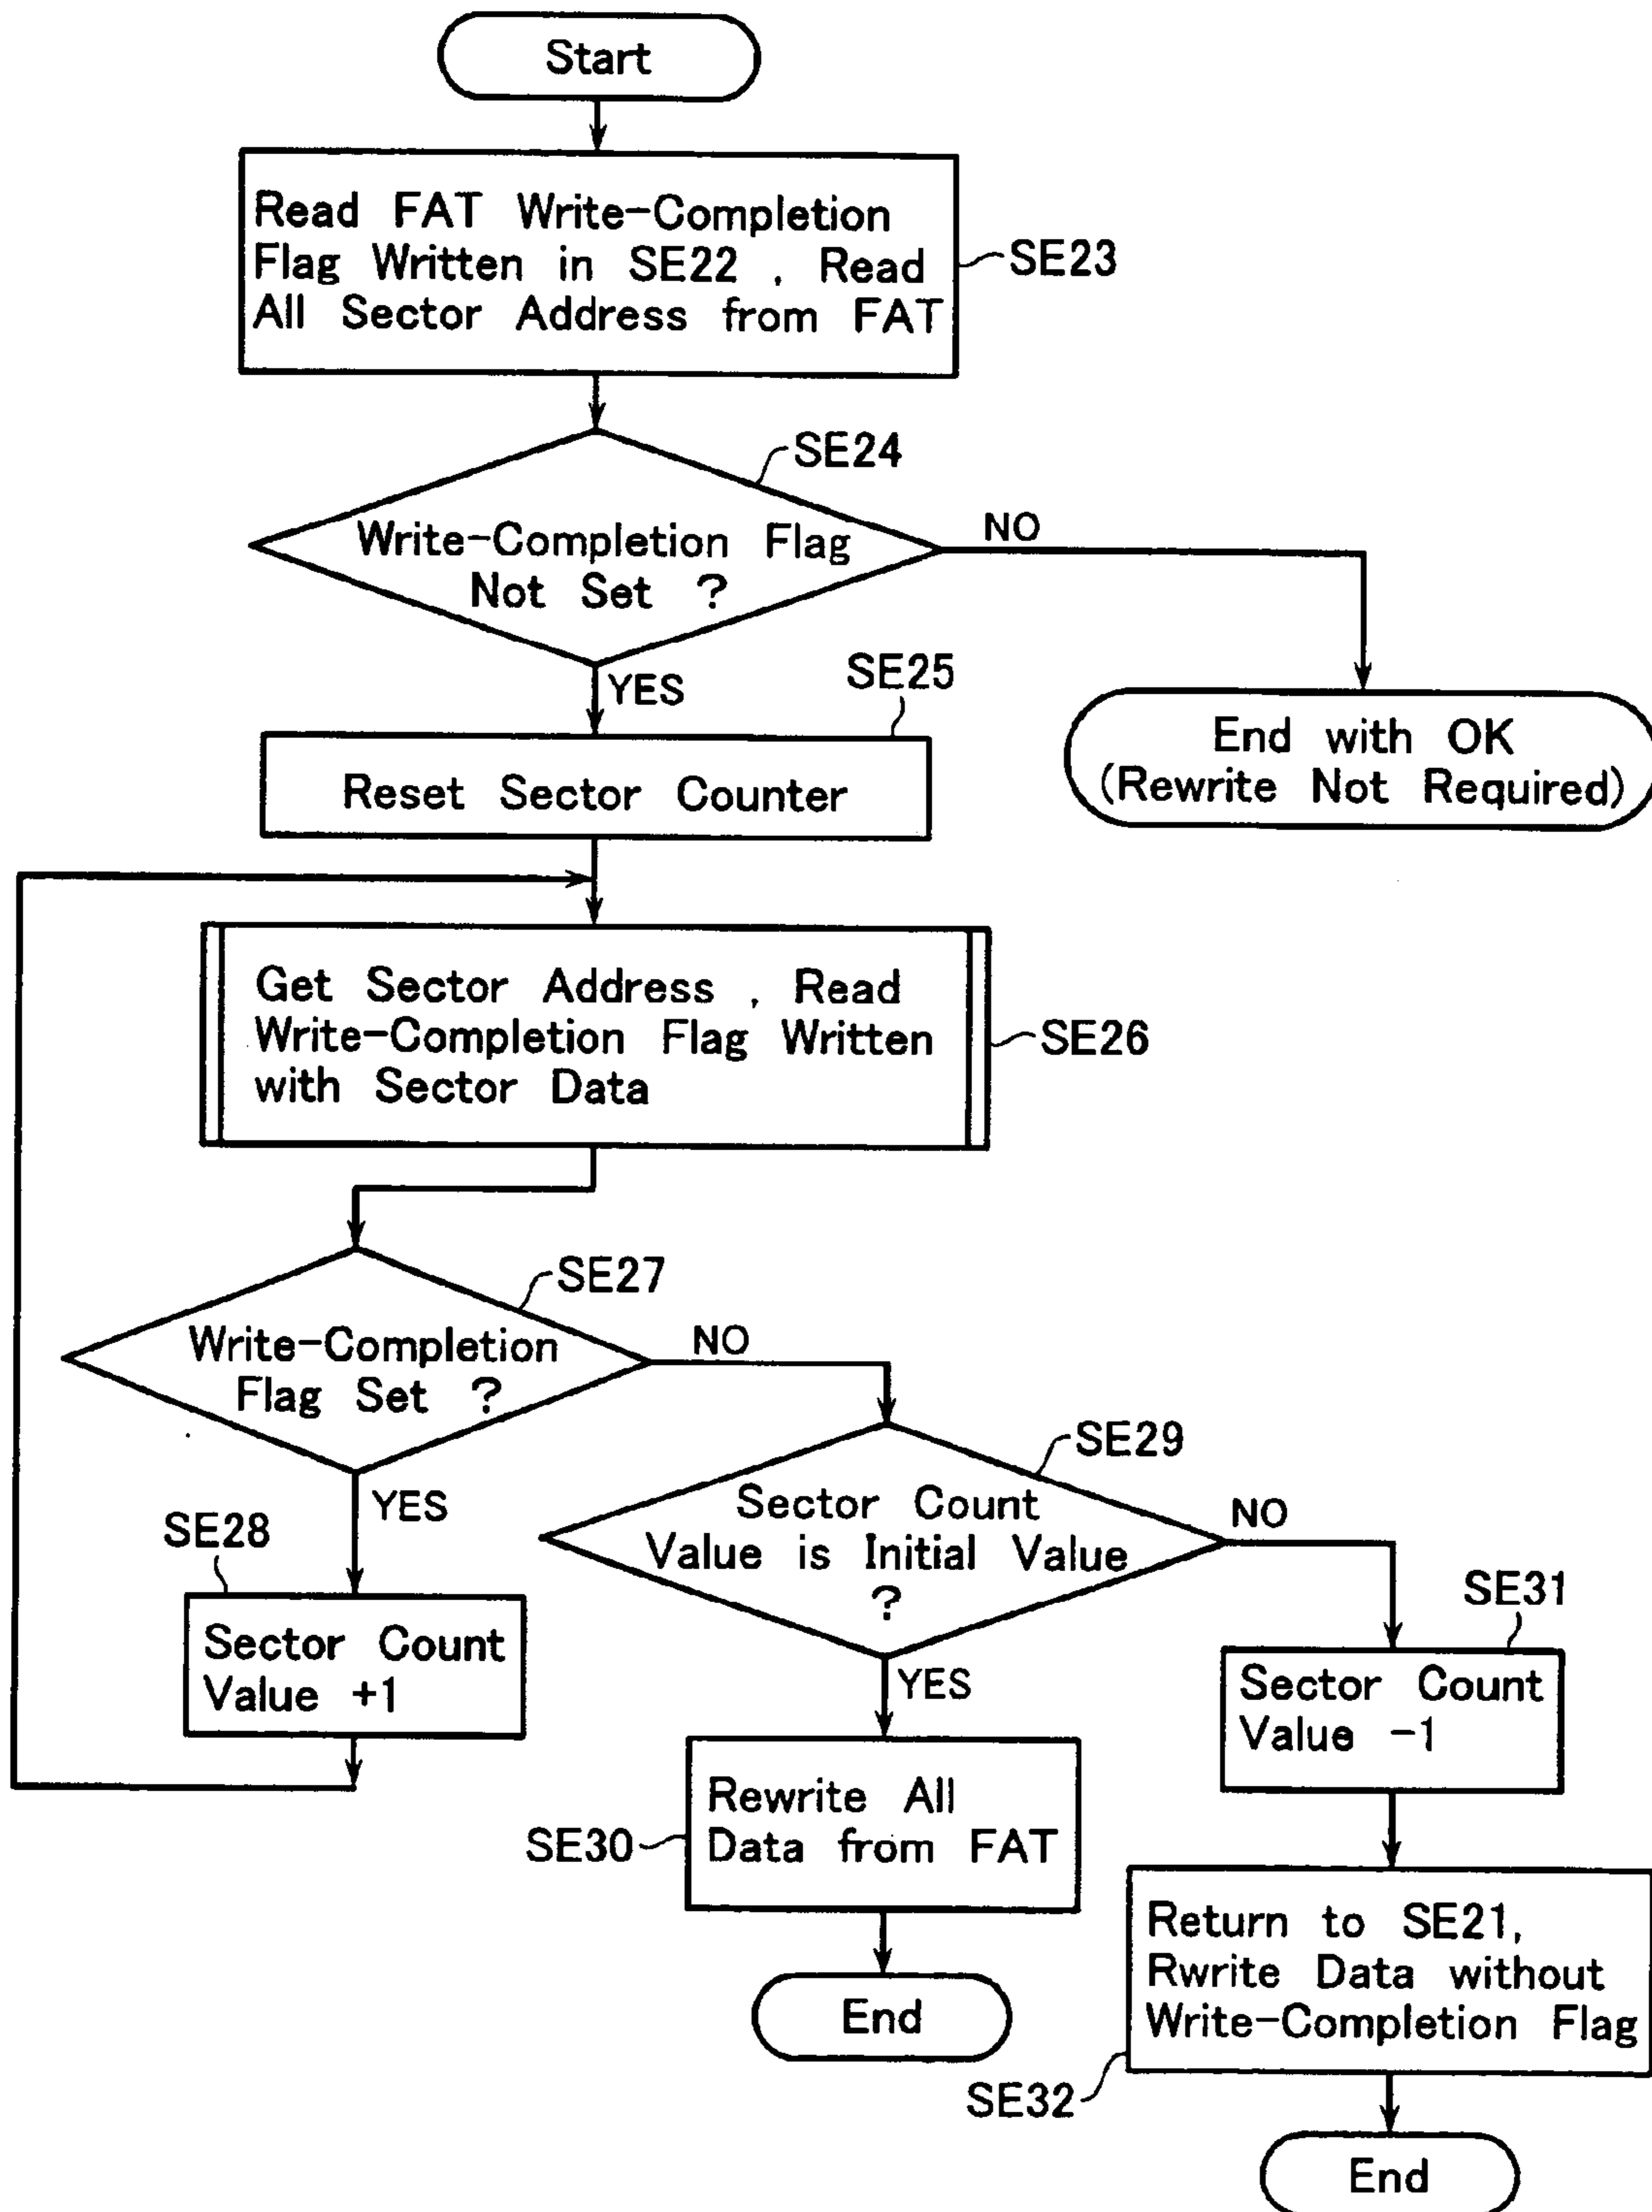 Start
Read FAT Write-Completion
Flag Written in SE22 , Read
All Sector Address from FAT
SE23
SE24
Write-Completion Flag
Not Set ?
NO
YES
SE25
Reset Sector Counter
End with OK
(Rewrite Not Required)
Get Sector Address , Read
Write-Completion Flag Written
with Sector Data
SE26
SE27
Write-Completion
Flag Set ?
NO
YES
SE28
Sector Count
Value +1
SE29
Sector Count
Value is Initial Value
?
NO
YES
SE31
Sector Count
Value -1
Rewrite All
Data from FAT
SE30
End
Return to SE21,
Rwrite Data without
Write-Completion Flag
SE32
End